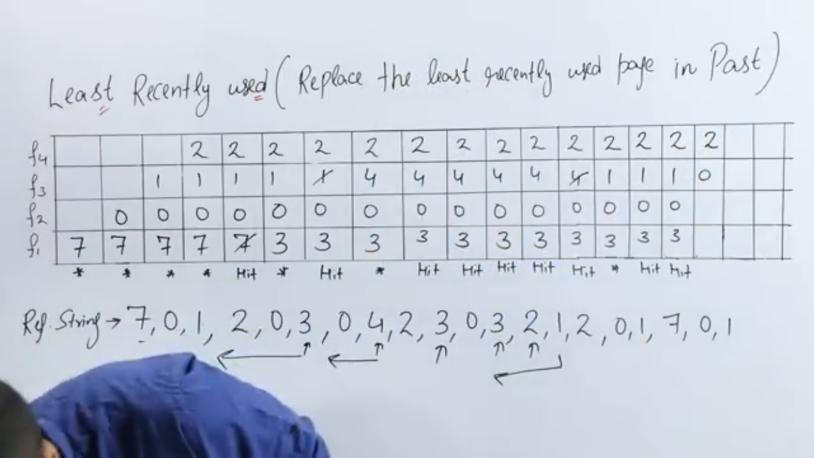 Least Recently used (Replace the least recently used page in Past)
f4 2 2 2 2 2 2 2 2 2 2 2 2 2 2
f3 1 1 1 1 1 4 4 4 4 4 4 1 1 1 0
f2 0 0 0 0 0 0 0 0 0 0 0 0 0 0 0
f1 7 7 7 7 7 3 3 3 3 3 3 3 3 3 3 3
* * * * Hit * Hit * Hit Hit Hit Hit Hit * Hit Hit
Ref. String → 7, 0, 1, 2, 0, 3, 0, 4, 2, 3, 0, 3, 2, 1, 2, 0, 1, 7, 0, 1